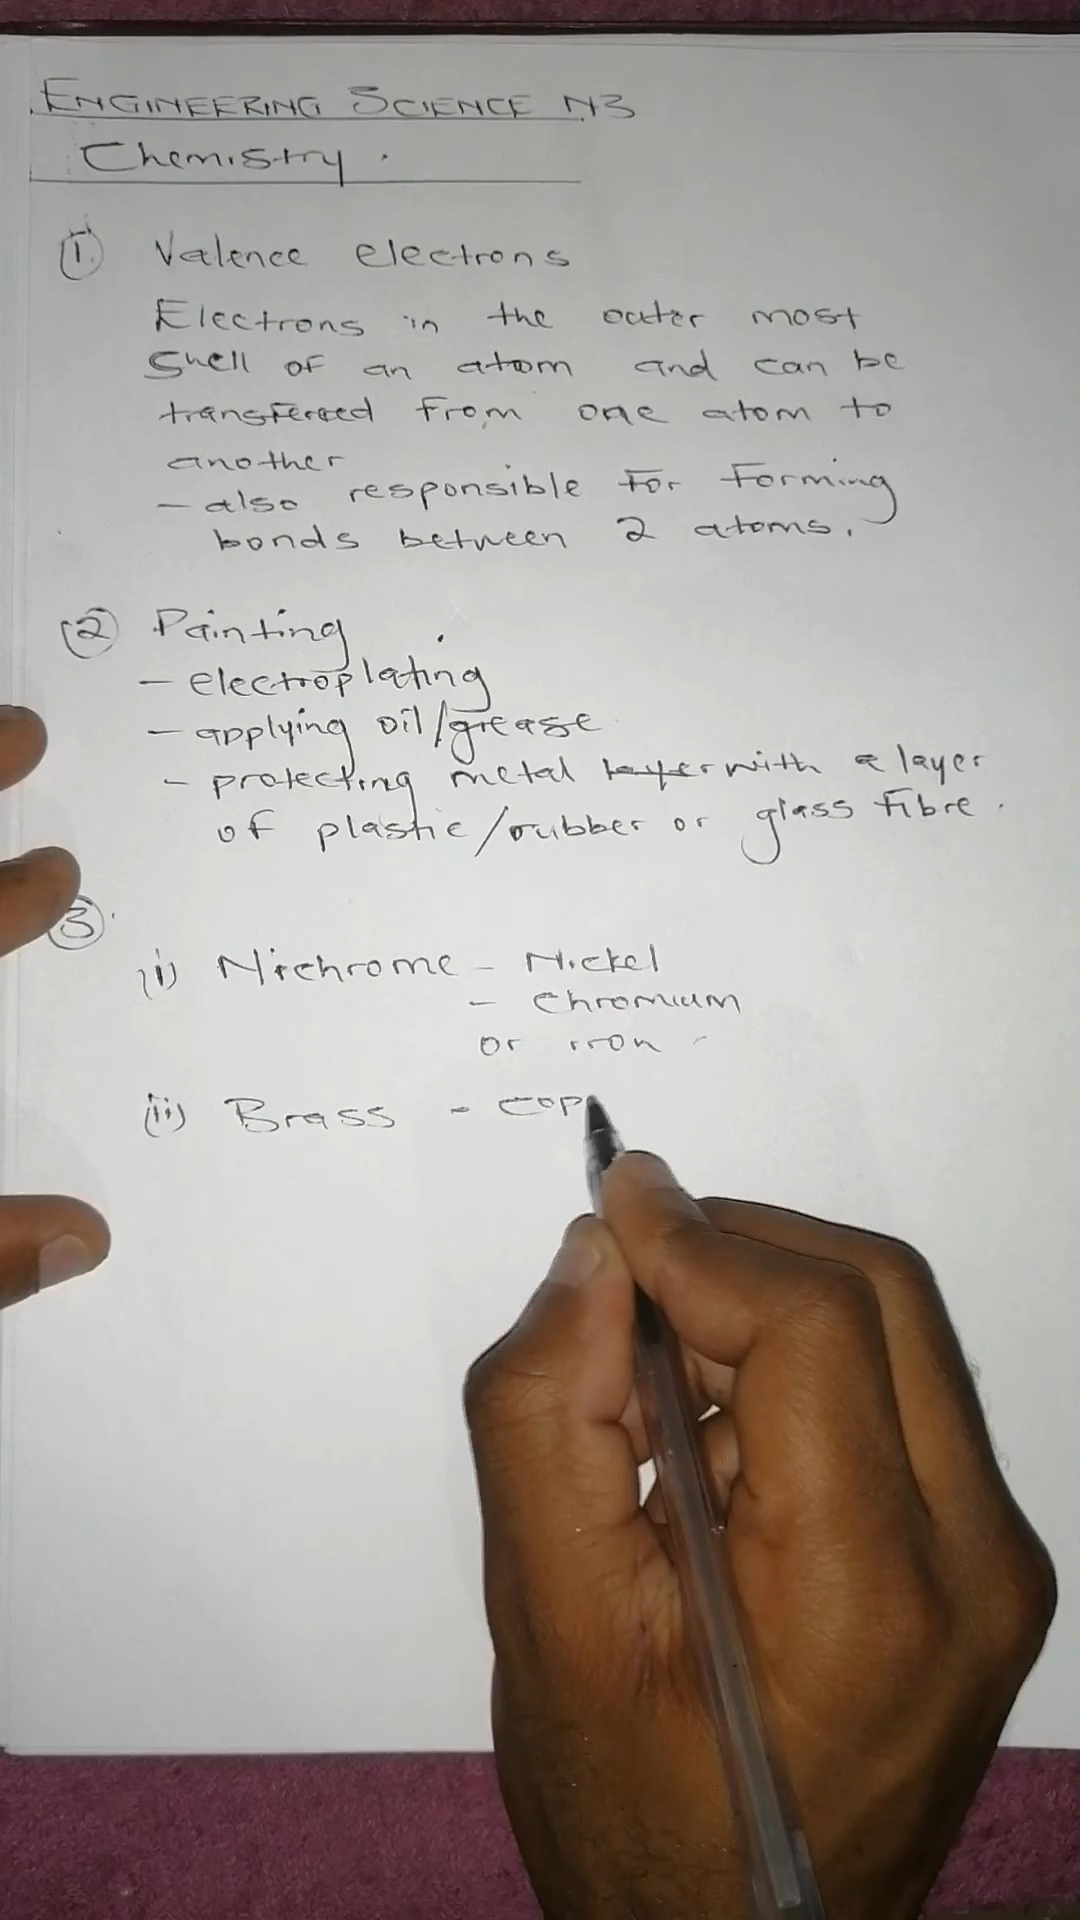 ENGINEERING SCIENCE N3
Chemistry.
1. Valence electrons
Electrons in the outer most
shell of an atom and can be
transferred from one atom to
another
- also responsible for forming
bonds between 2 atoms.
(2) Painting
- electroplating
- applying oil/grease
- protecting metal layer with a layer
of plastic/rubber or glass fibre.
3
(i) Nichrome - Nickel
- chromium
or iron -
(ii) Brass - cop